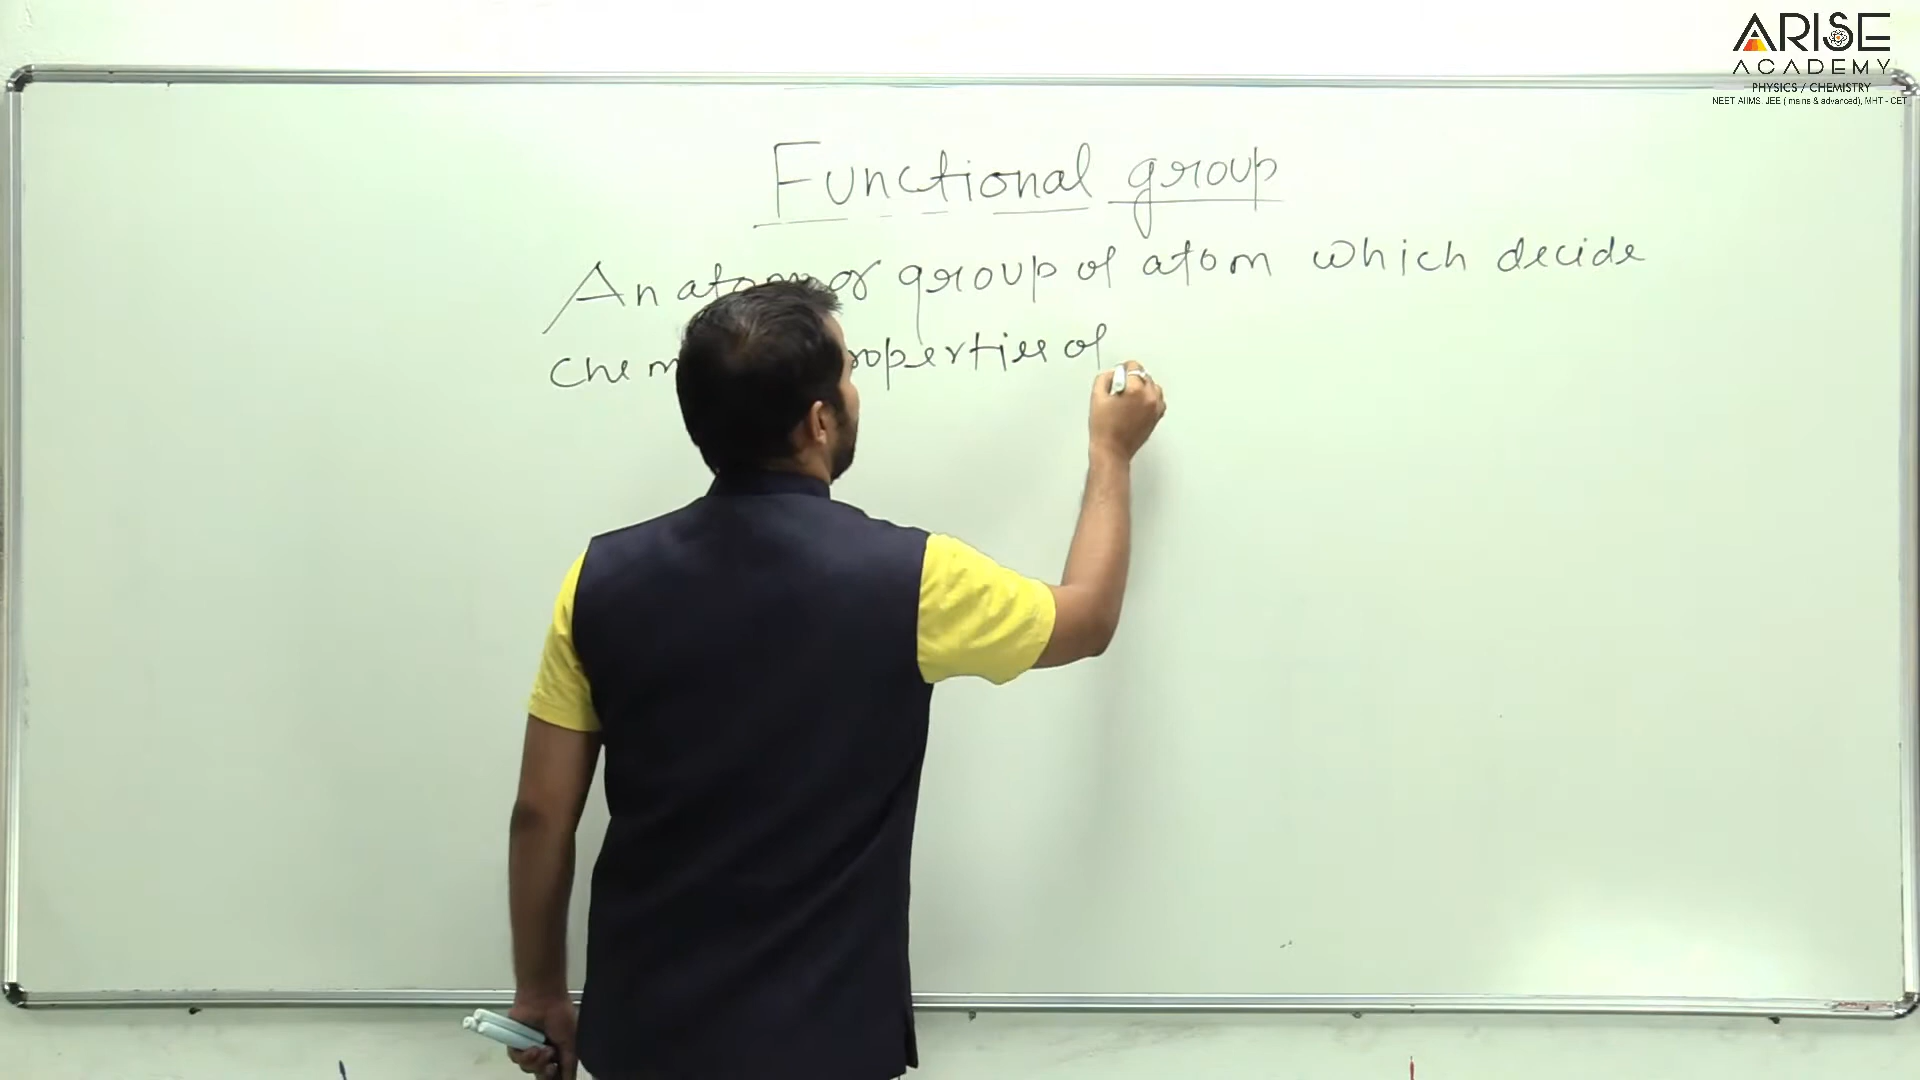 ARISE
ACADEMY
PHYSICS / CHEMISTRY
NEET AIIMS, JEE ( mains & advanced), MHT - CET
Functional group
An atom or group of atom which decide
properties of